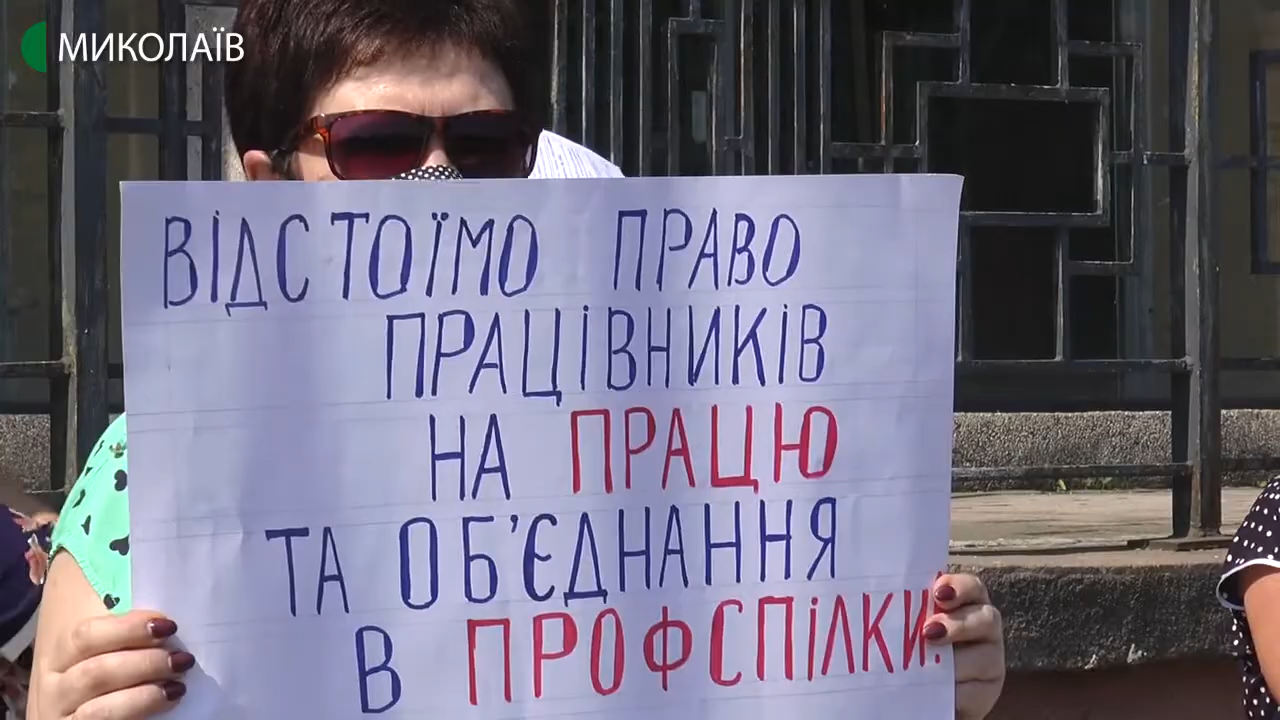 МИКОЛАЇВ
ВІДСТОЇМО ПРАВО
ПРАЦІВНИКІВ
НА ПРАЦЮ
ТА ОБ'ЄДНАННЯ
В ПРОФСПІЛКИ!